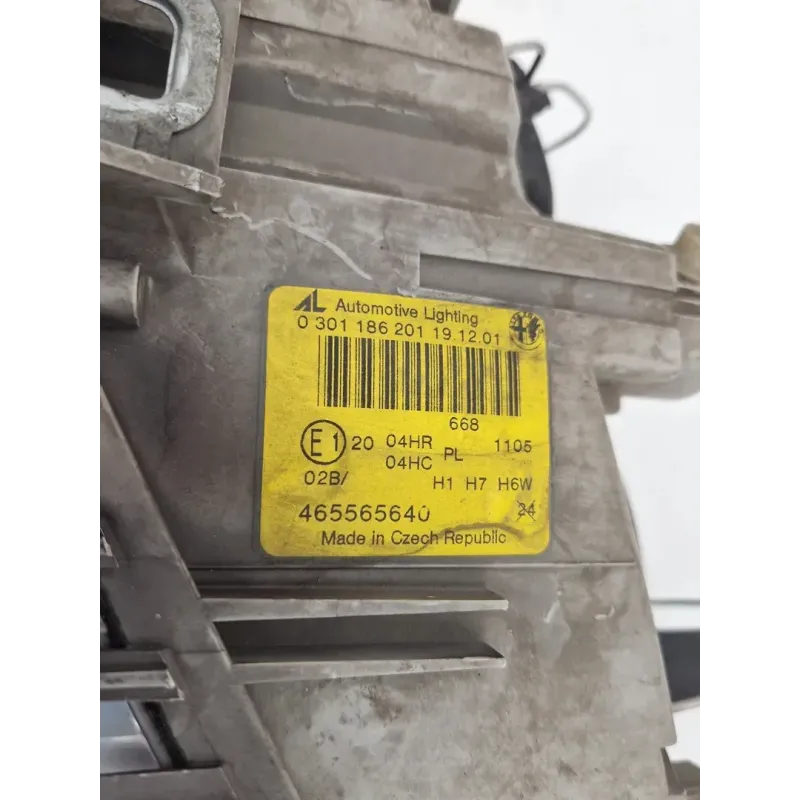 AL Automotive Lighting
0 301 186 201 19.12.01
668
E1 20 04HR PL 1105
04HC
02B/ H1 H7 H6W
465565640 24
Made in Czech Republic